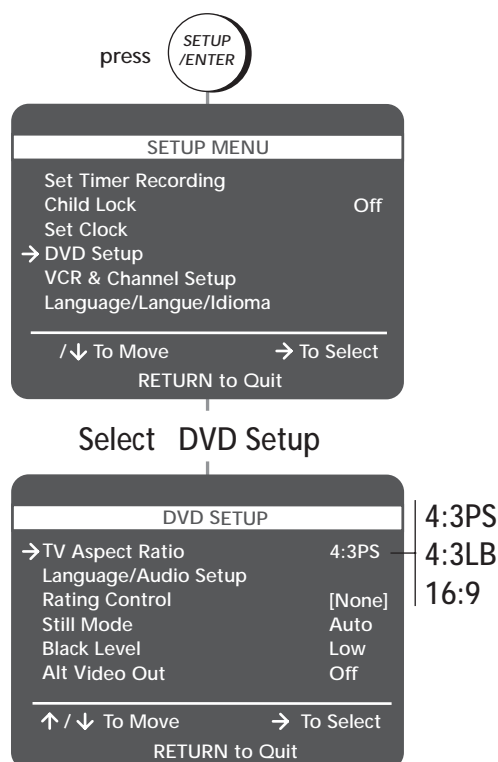 press SETUP
/ENTER
SETUP MENU
Set Timer Recording
Child Lock Off
Set Clock
→ DVD Setup
VCR & Channel Setup
Language/Langue/Idioma
/↓ To Move → To Select
RETURN to Quit
Select DVD Setup
DVD SETUP
→TV Aspect Ratio 4:3PS
Language/Audio Setup
Rating Control [None]
Still Mode Auto
Black Level Low
Alt Video Out Off
↑/↓ To Move → To Select
RETURN to Quit
4:3PS
4:3LB
16:9